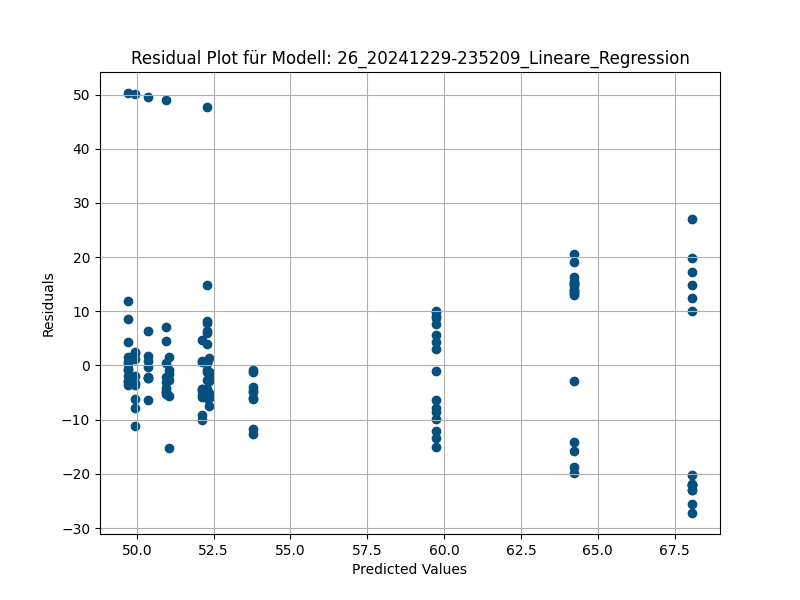 Residual Plot für Modell: 26_20241229-235209_Lineare_Regression
50
40
30
20
10
0
−10
−20
−30
Residuals
50.0 52.5 55.0 57.5 60.0 62.5 65.0 67.5
Predicted Values